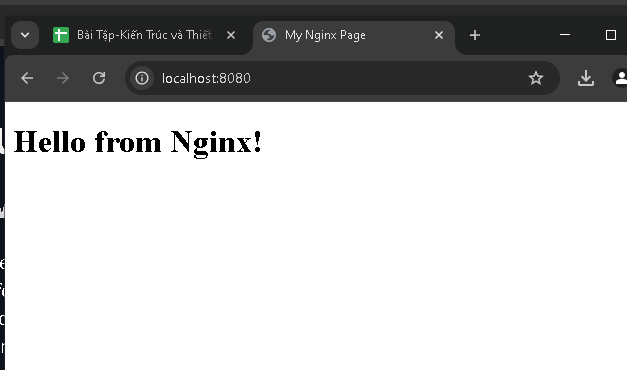 Bài Tập-Kiến Trúc và Thiết
My Nginx Page
localhost:8080
Hello from Nginx!